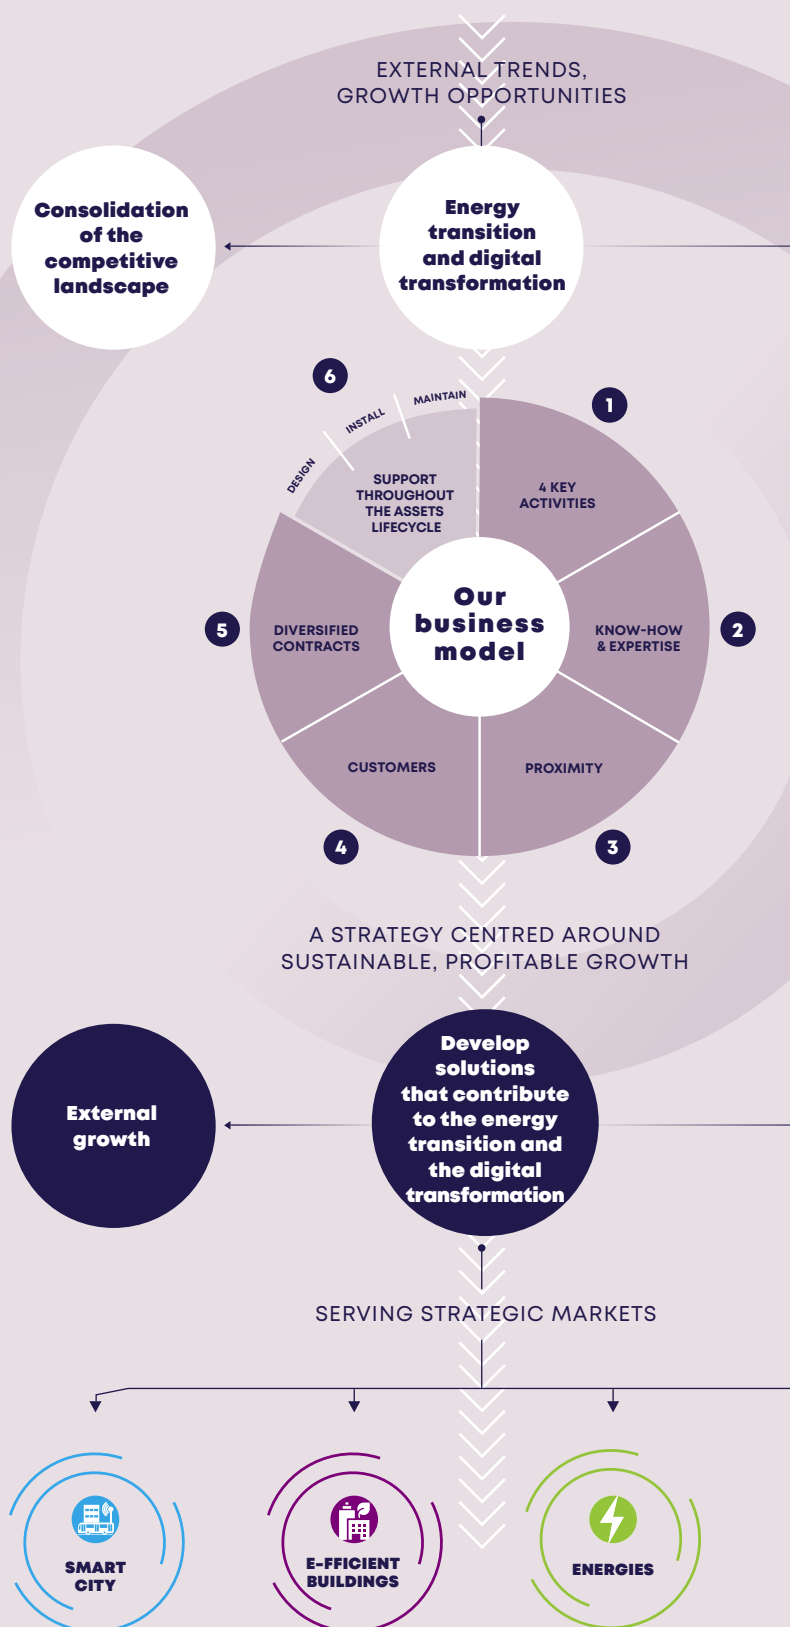 EXTERNAL TRENDS,
GROWTH OPPORTUNITIES
Consolidation
of the
competitive
landscape
Energy
transition
and digital
transformation
6
1
MAINTAIN
INSTALL
DESIGN
SUPPORT
THROUGHOUT
THE ASSETS
LIFECYCLE
4 KEY
ACTIVITIES
Our
business
model
5
DIVERSIFIED
CONTRACTS
KNOW-HOW
& EXPERTISE
2
CUSTOMERS
PROXIMITY
4
3
A STRATEGY CENTRED AROUND
SUSTAINABLE, PROFITABLE GROWTH
External
growth
Develop
solutions
that contribute
to the energy
transition and
the digital
transformation
SERVING STRATEGIC MARKETS
SMART
CITY
E-FFICIENT
BUILDINGS
ENERGIES